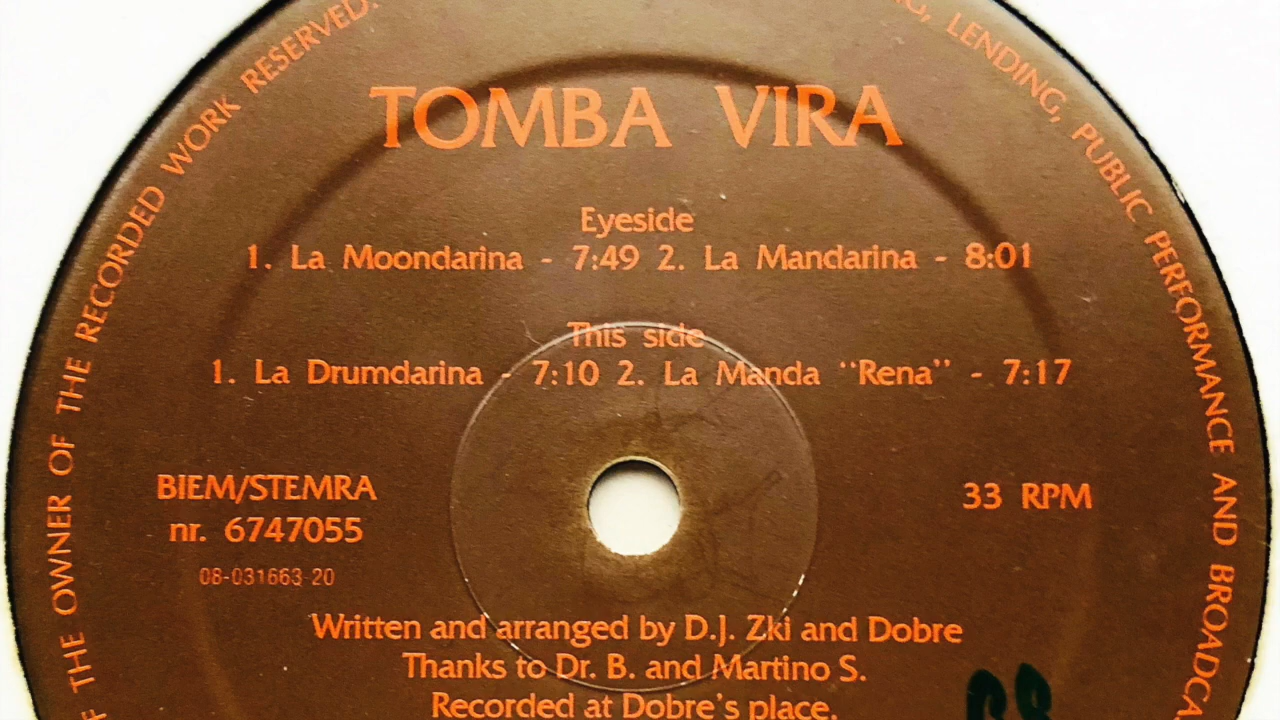 TOMBA VIRA
Eyeside
1. La Moondarina - 7:49 2. La Mandarina - 8:01
This side
1. La Drumdarina - 7:10 2. La Manda “Rena” - 7:17
BIEM/STEMRA
nr. 6747055
08-031663-20
33 RPM
Written and arranged by D.J. Zki and Dobre
Thanks to Dr. B. and Martino S.
Recorded at Dobre's place.
THE OWNER OF THE RECORDED WORK RESERVED.
LENDING, PUBLIC PERFORMANCE AND